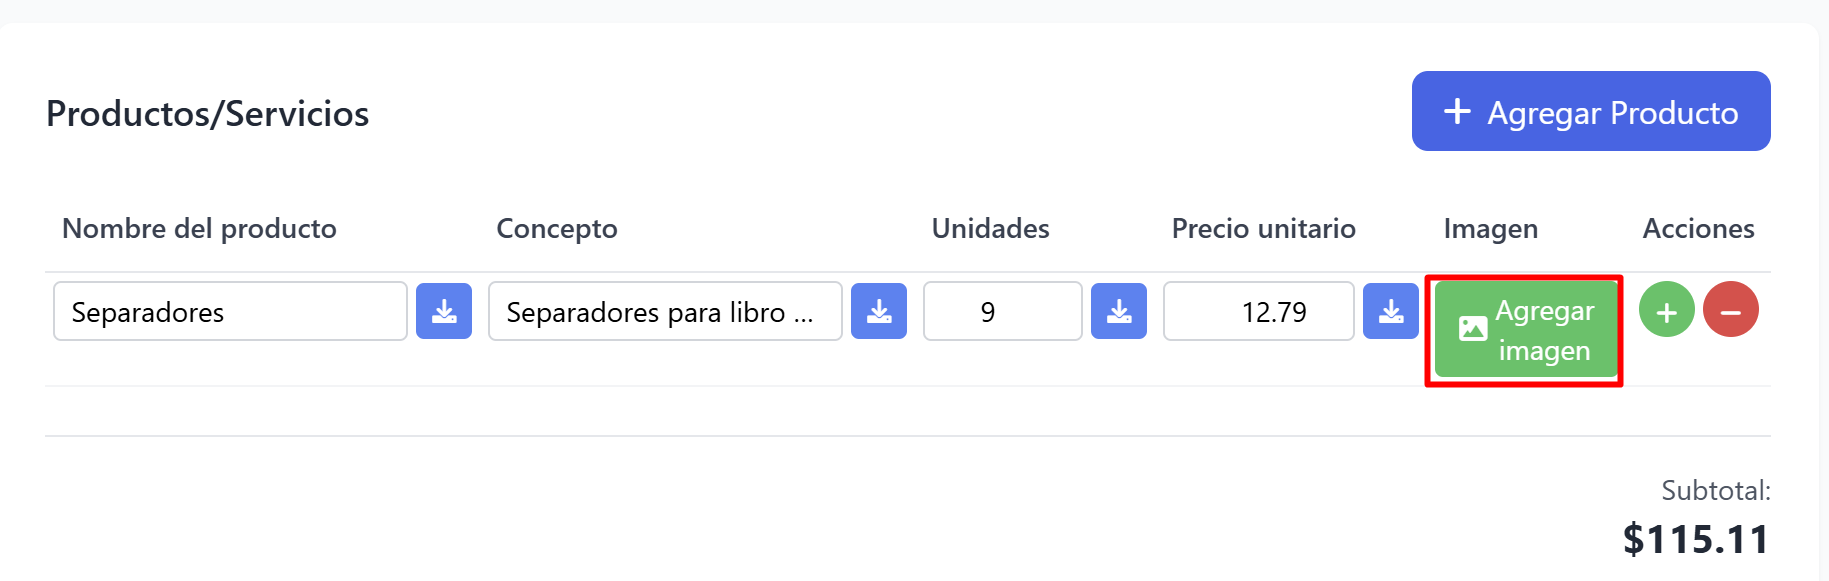 Productos/Servicios
+ Agregar Producto
Nombre del producto Concepto Unidades Precio unitario Imagen Acciones
Separadores Separadores para libro ... 9 12.79 Agregar
imagen
Subtotal:
$115.11